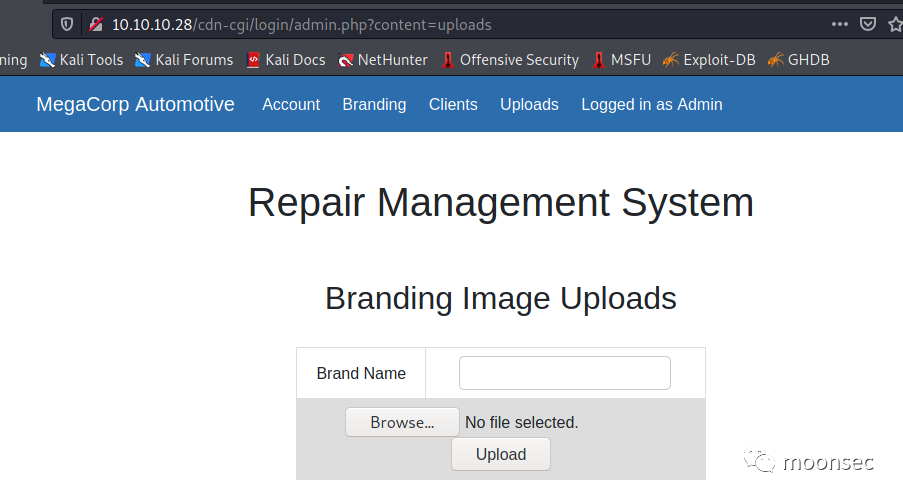 10.10.10.28/cdn-cgi/login/admin.php?content=uploads
ning Kali Tools Kali Forums Kali Docs NetHunter Offensive Security MSFU Exploit-DB GHDB
MegaCorp Automotive Account Branding Clients Uploads Logged in as Admin
Repair Management System
Branding Image Uploads
Brand Name
Browse... No file selected.
Upload
moonsec